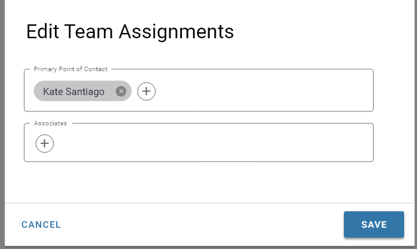 Edit Team Assignments
Primary Point of Contact
Kate Santiago
Associates
CANCEL
SAVE